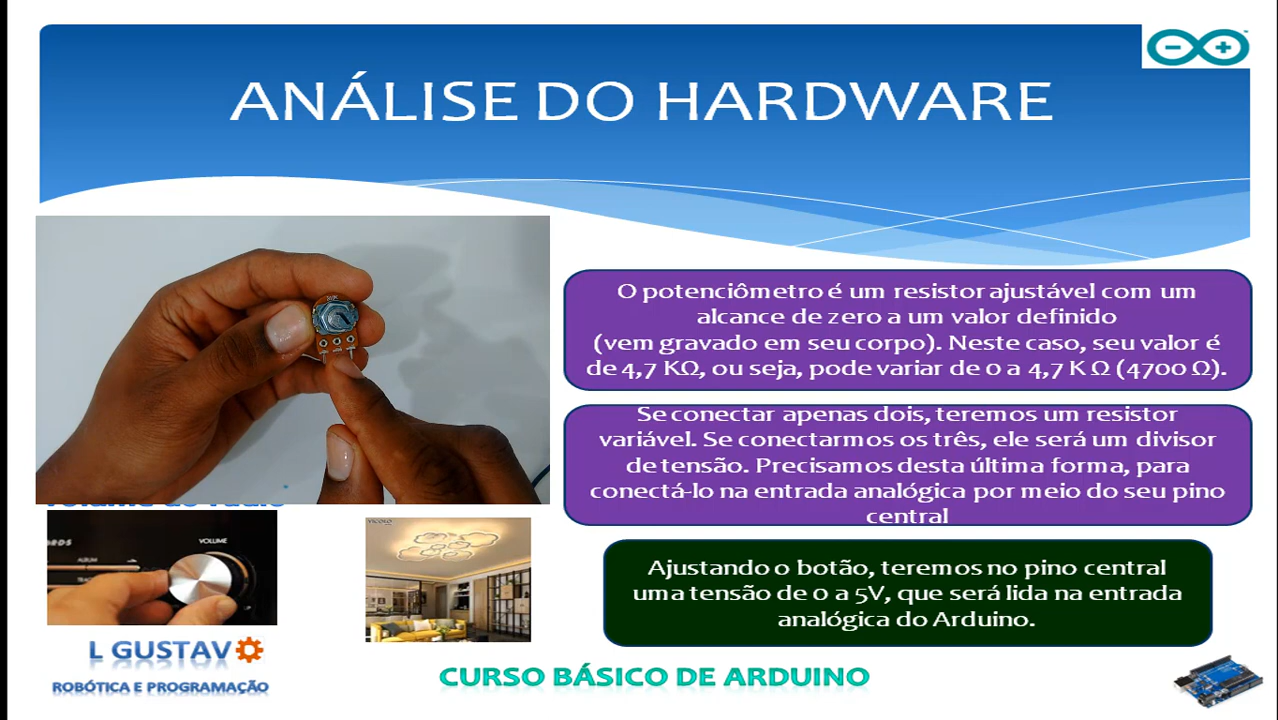 ANÁLISE DO HARDWARE
O potenciômetro é um resistor ajustável com um
alcance de zero a um valor definido
(vem gravado em seu corpo). Neste caso, seu valor é
de 4,7 KΩ, ou seja, pode variar de 0 a 4,7 K Ω (4700 Ω).
Se conectar apenas dois, teremos um resistor
variável. Se conectarmos os três, ele será um divisor
de tensão. Precisamos desta última forma, para
conectá-lo na entrada analógica por meio do seu pino
central
VOLUME
ALBUM
Ajustando o botão, teremos no pino central
uma tensão de 0 a 5V, que será lida na entrada
analógica do Arduino.
L GUSTAVO
ROBÓTICA E PROGRAMAÇÃO
CURSO BÁSICO DE ARDUINO